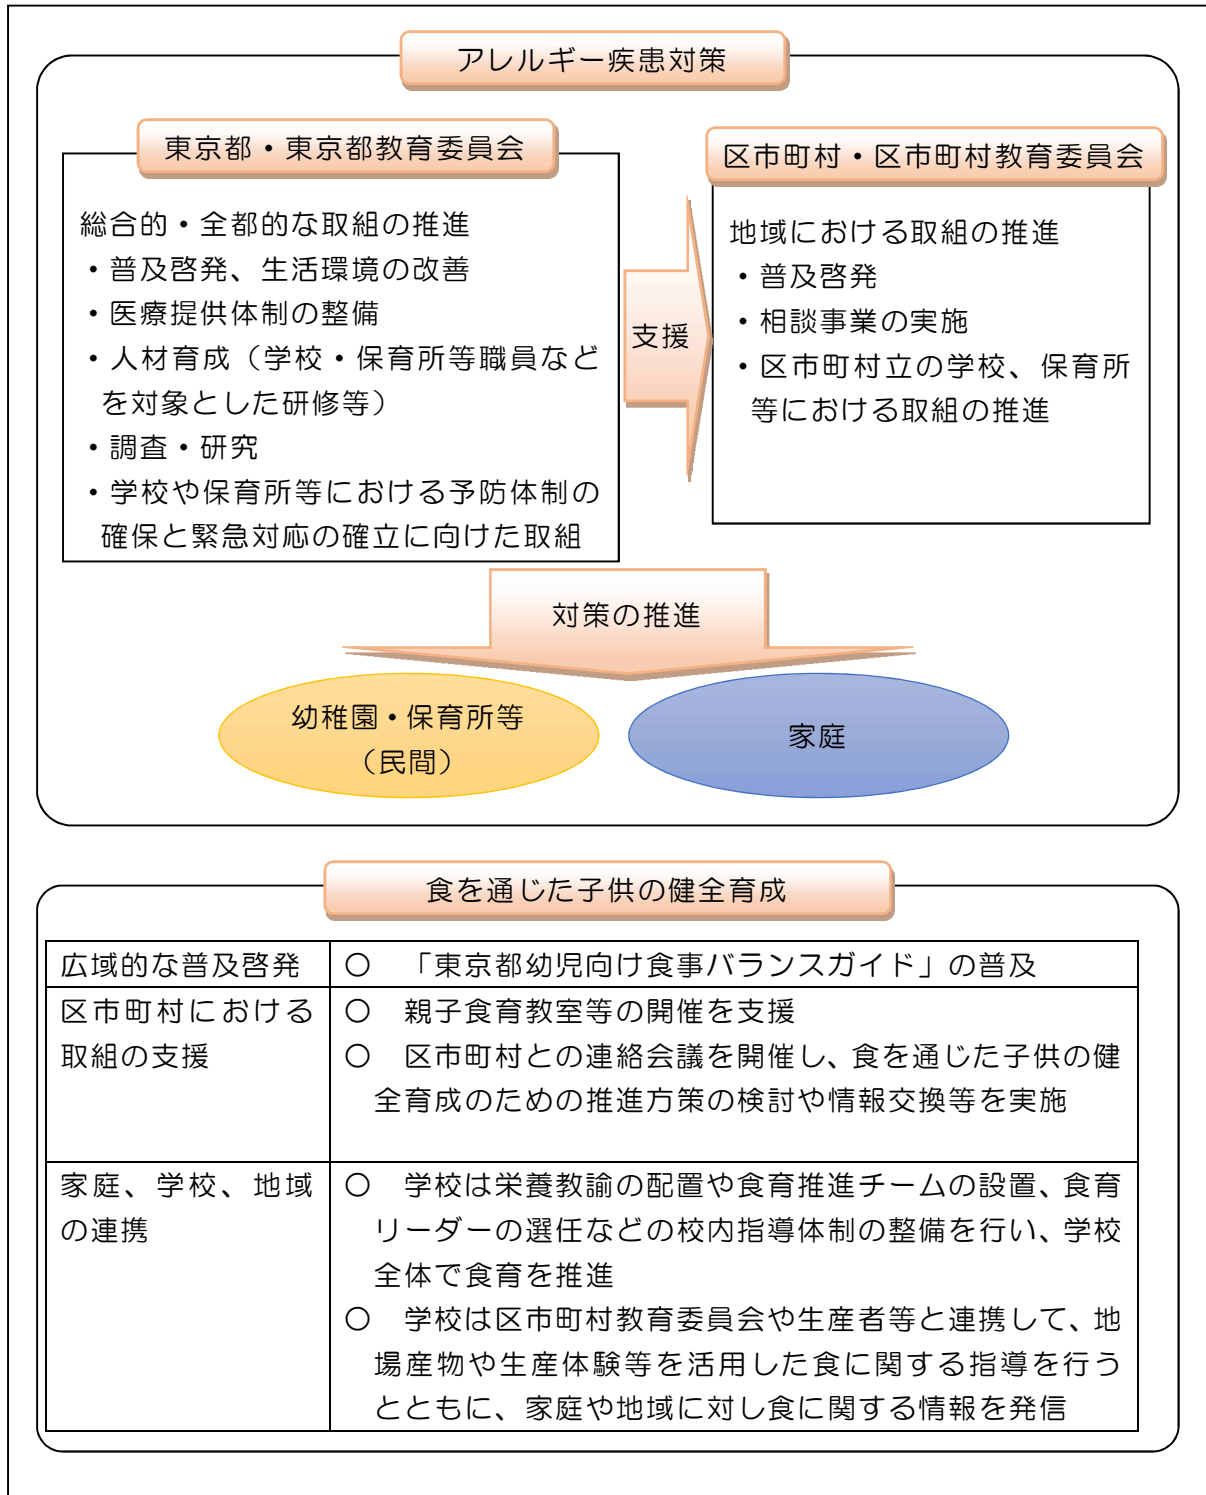 アレルギー疾患対策
東京都・東京都教育委員会
総合的・全都的な取組の推進
・普及啓発、生活環境の改善
・医療提供体制の整備
・人材育成（学校・保育所等職員など
を対象とした研修等）
・調査・研究
・学校や保育所等における予防体制の
確保と緊急対応の確立に向けた取組
支援
区市町村・区市町村教育委員会
地域における取組の推進
・普及啓発
・相談事業の実施
・区市町村立の学校、保育所
等における取組の推進
対策の推進
幼稚園・保育所等
（民間）
家庭
食を通じた子供の健全育成
広域的な普及啓発
○　「東京都幼児向け食事バランスガイド」の普及
区市町村における
取組の支援
○　親子食育教室等の開催を支援
○　区市町村との連絡会議を開催し、食を通じた子供の健
全育成のための推進方策の検討や情報交換等を実施
家庭、学校、地域
の連携
○　学校は栄養教諭の配置や食育推進チームの設置、食育
リーダーの選任などの校内指導体制の整備を行い、学校
全体で食育を推進
○　学校は区市町村教育委員会や生産者等と連携して、地
場産物や生産体験等を活用した食に関する指導を行う
とともに、家庭や地域に対し食に関する情報を発信